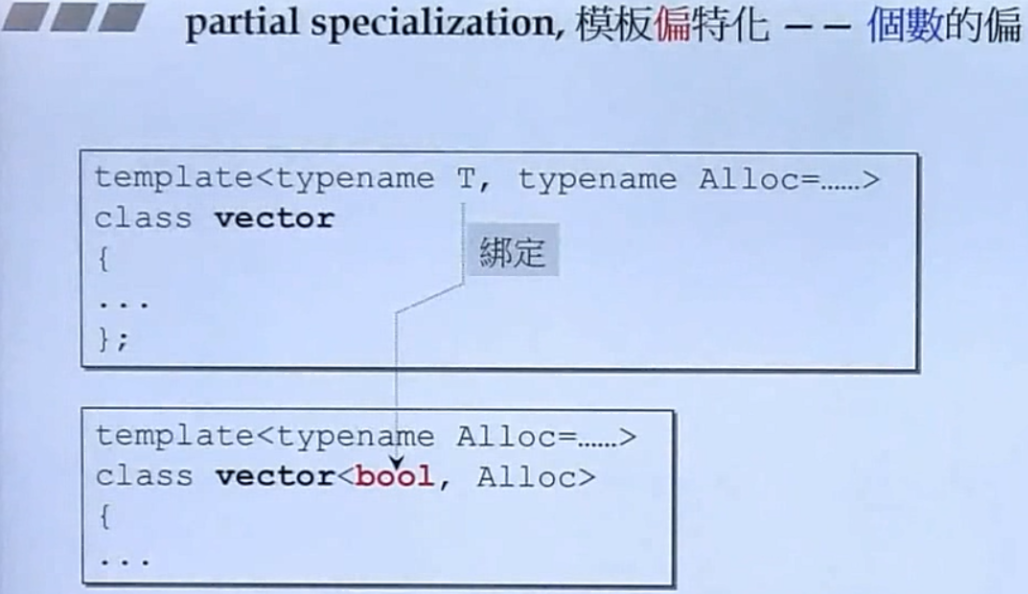 partial specialization, 模板偏特化 —— 個數的偏
template<typename T, typename Alloc=......>
class vector
{
綁定
...
};
template<typename Alloc=......>
class vector<bool, Alloc>
{
...